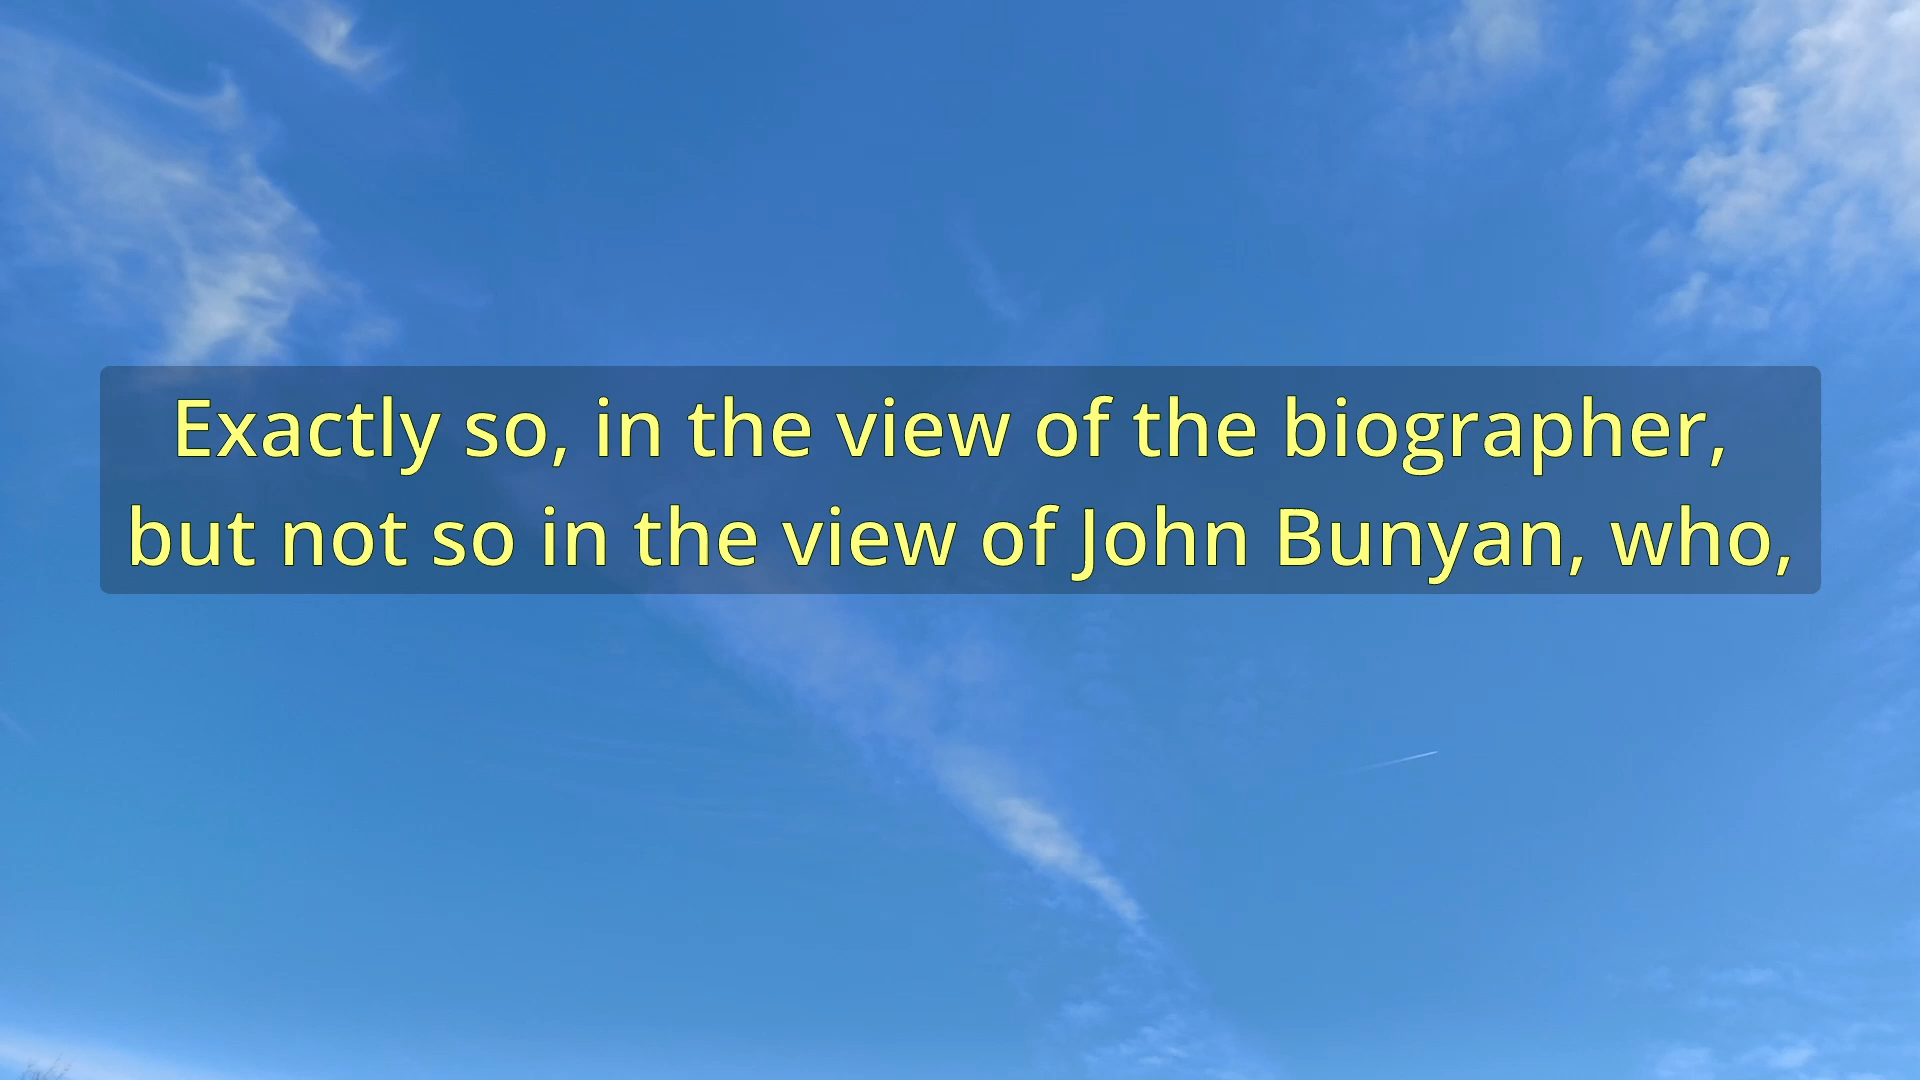 Exactly so, in the view of the biographer,
but not so in the view of John Bunyan, who,